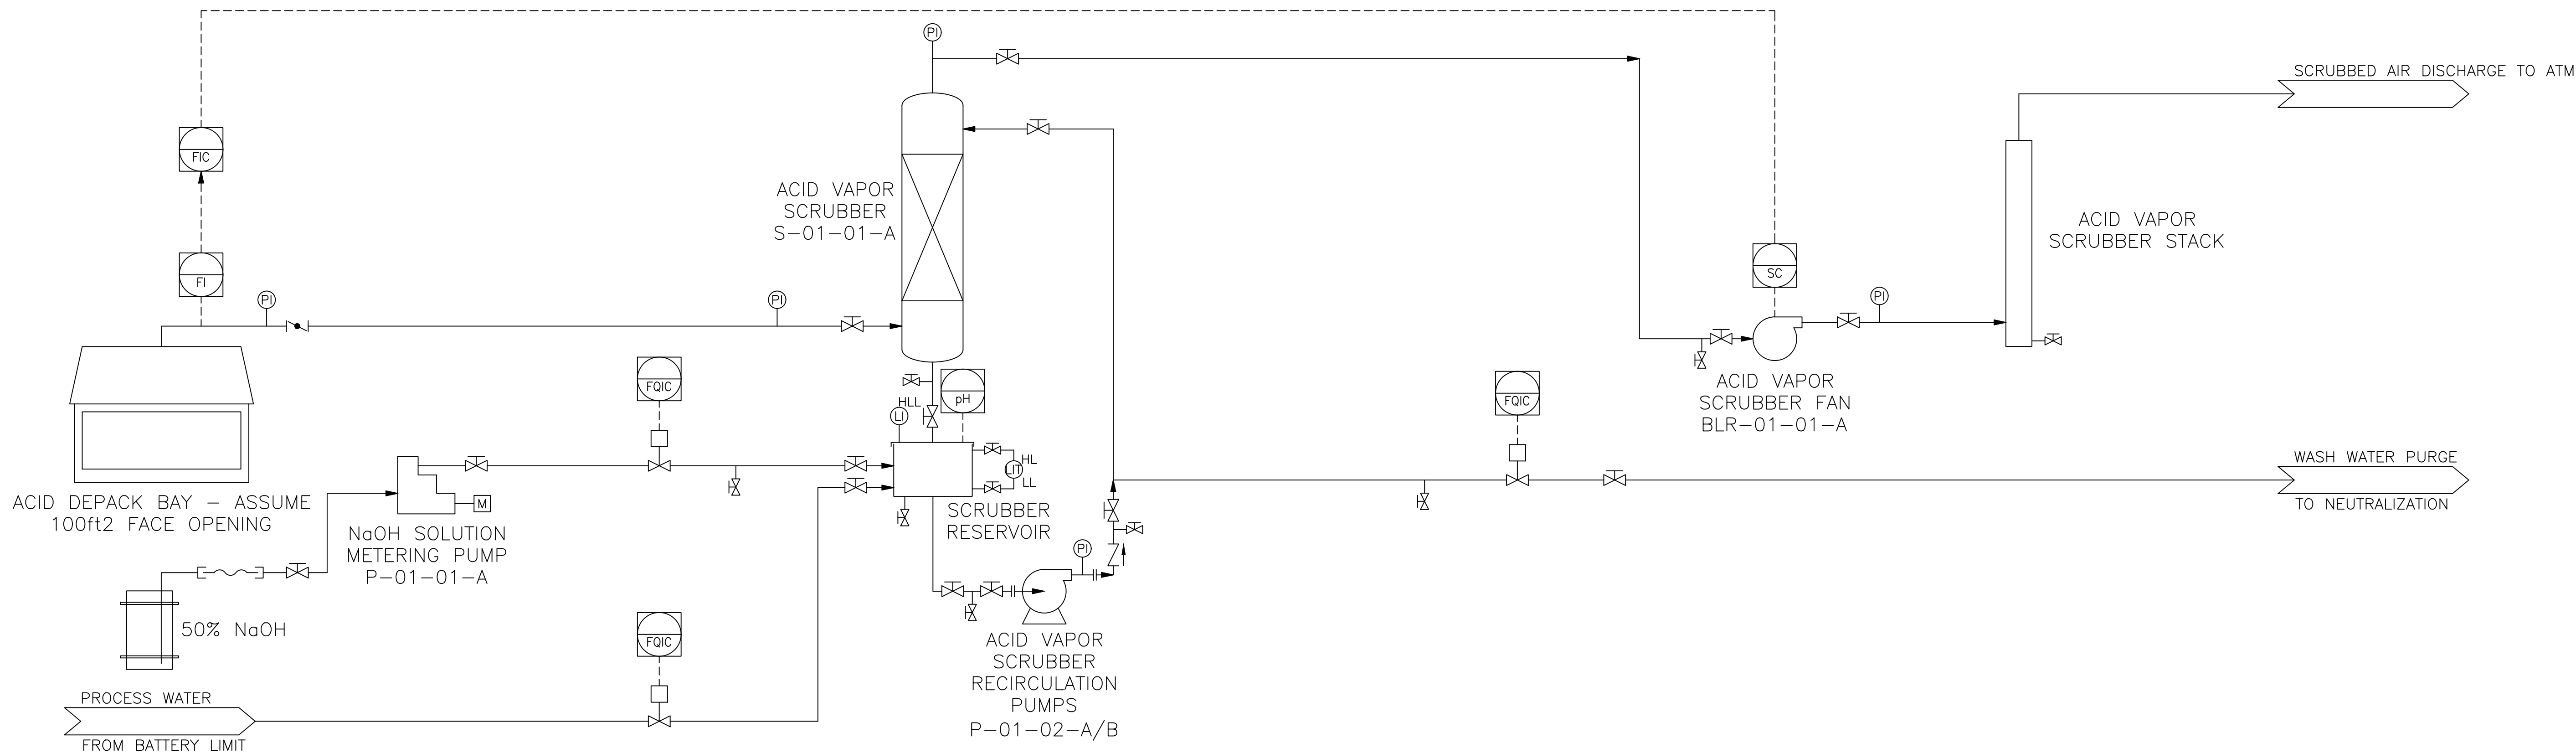 PI
SCRUBBED AIR DISCHARGE TO ATM
FIC
ACID VAPOR
SCRUBBER
S-01-01-A
ACID VAPOR
SCRUBBER STACK
FI
SC
PI
PI
PI
FQIC
HLL
LI
pH
FQIC
ACID VAPOR
SCRUBBER FAN
BLR-01-01-A
HL
LIT
LL
WASH WATER PURGE
TO NEUTRALIZATION
ACID DEPACK BAY - ASSUME
100ft2 FACE OPENING
M
NaOH SOLUTION
METERING PUMP
P-01-01-A
SCRUBBER
RESERVOIR
PI
50% NaOH
FQIC
ACID VAPOR
SCRUBBER
RECIRCULATION
PUMPS
P-01-02-A/B
PROCESS WATER
FROM BATTERY LIMIT